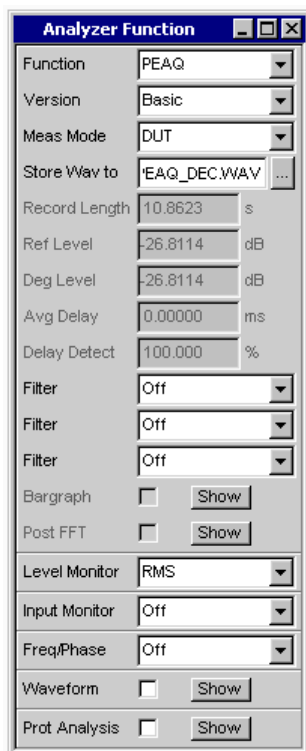 Analyzer Function
Function PEAQ
Version Basic
Meas Mode DUT
Store Wav to 'EAQ_DEC.WAV ...
Record Length 10.8623 s
Ref Level -26.8114 dB
Deg Level -26.8114 dB
Avg Delay 0.00000 ms
Delay Detect 100.000 %
Filter Off
Filter Off
Filter Off
Bargraph Show
Post FFT Show
Level Monitor RMS
Input Monitor Off
Freq/Phase Off
Waveform Show
Prot Analysis Show